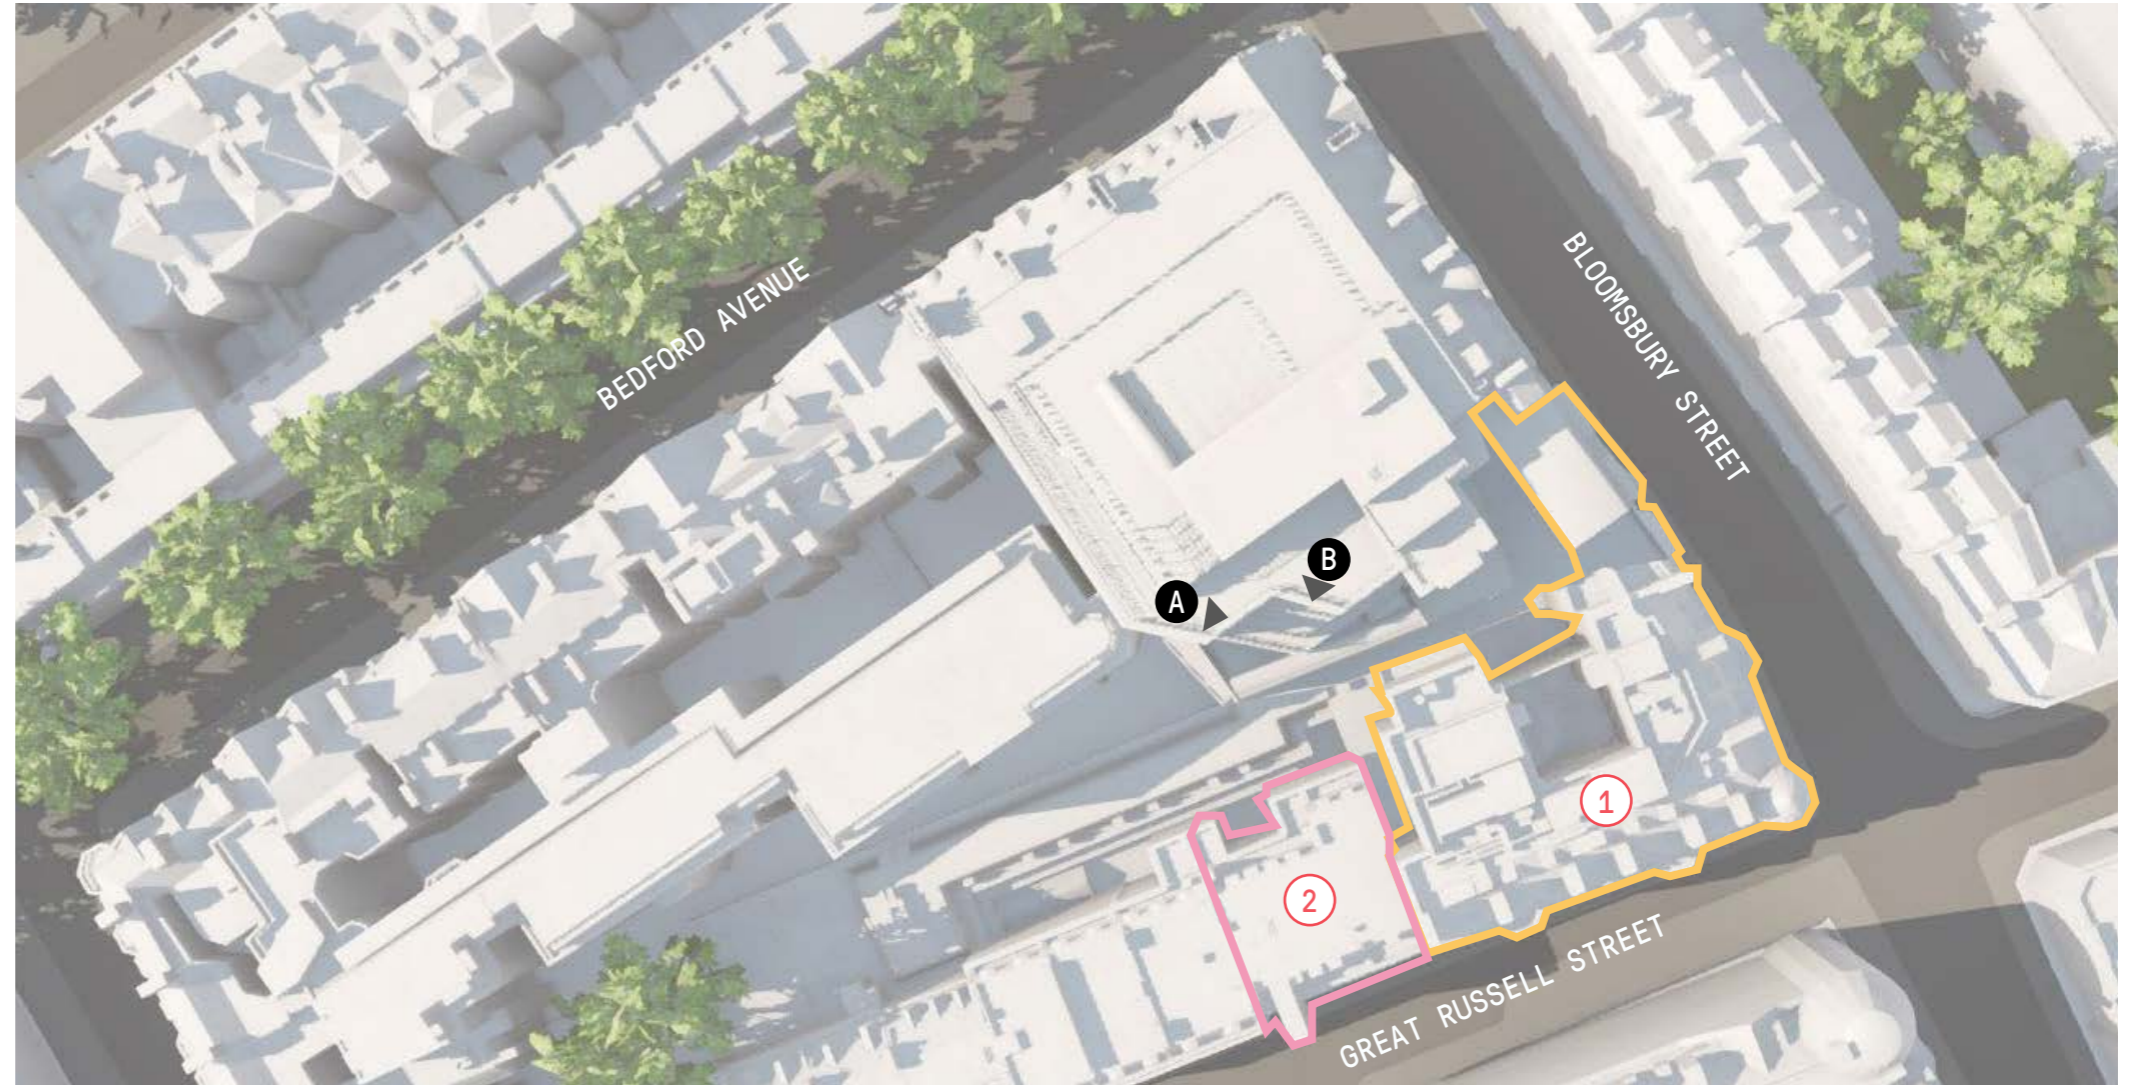 BEDFORD AVENUE
BLOOMSBURY STREET
B
A
1
2
GREAT RUSSELL STREET